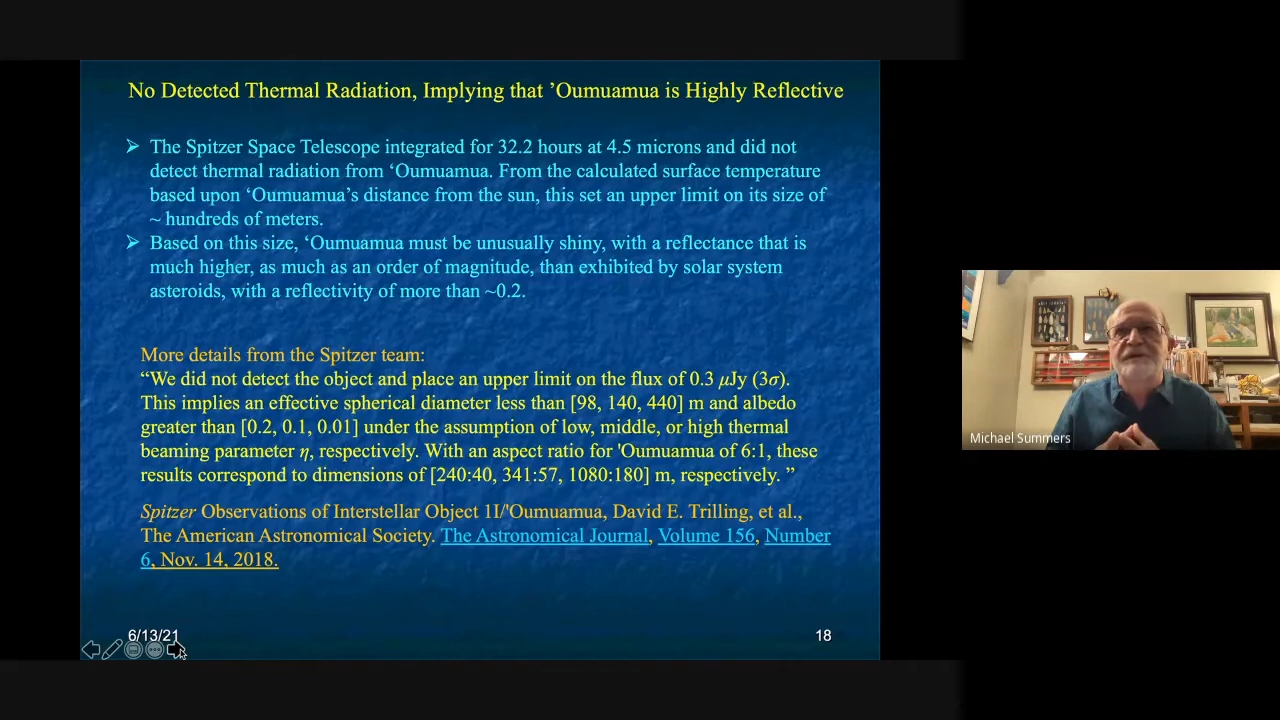 No Detected Thermal Radiation, Implying that ’Oumuamua is Highly Reflective
➢ The Spitzer Space Telescope integrated for 32.2 hours at 4.5 microns and did not
detect thermal radiation from ‘Oumuamua. From the calculated surface temperature
based upon ‘Oumuamua’s distance from the sun, this set an upper limit on its size of
~ hundreds of meters.
➢ Based on this size, ‘Oumuamua must be unusually shiny, with a reflectance that is
much higher, as much as an order of magnitude, than exhibited by solar system
asteroids, with a reflectivity of more than ~0.2.
More details from the Spitzer team:
“We did not detect the object and place an upper limit on the flux of 0.3 μJy (3σ).
This implies an effective spherical diameter less than [98, 140, 440] m and albedo
greater than [0.2, 0.1, 0.01] under the assumption of low, middle, or high thermal
beaming parameter η, respectively. With an aspect ratio for 'Oumuamua of 6:1, these
results correspond to dimensions of [240:40, 341:57, 1080:180] m, respectively. ”
Spitzer Observations of Interstellar Object 1I/'Oumuamua, David E. Trilling, et al.,
The American Astronomical Society. The Astronomical Journal, Volume 156, Number
6, Nov. 14, 2018.
6/13/21
18
Michael Summers